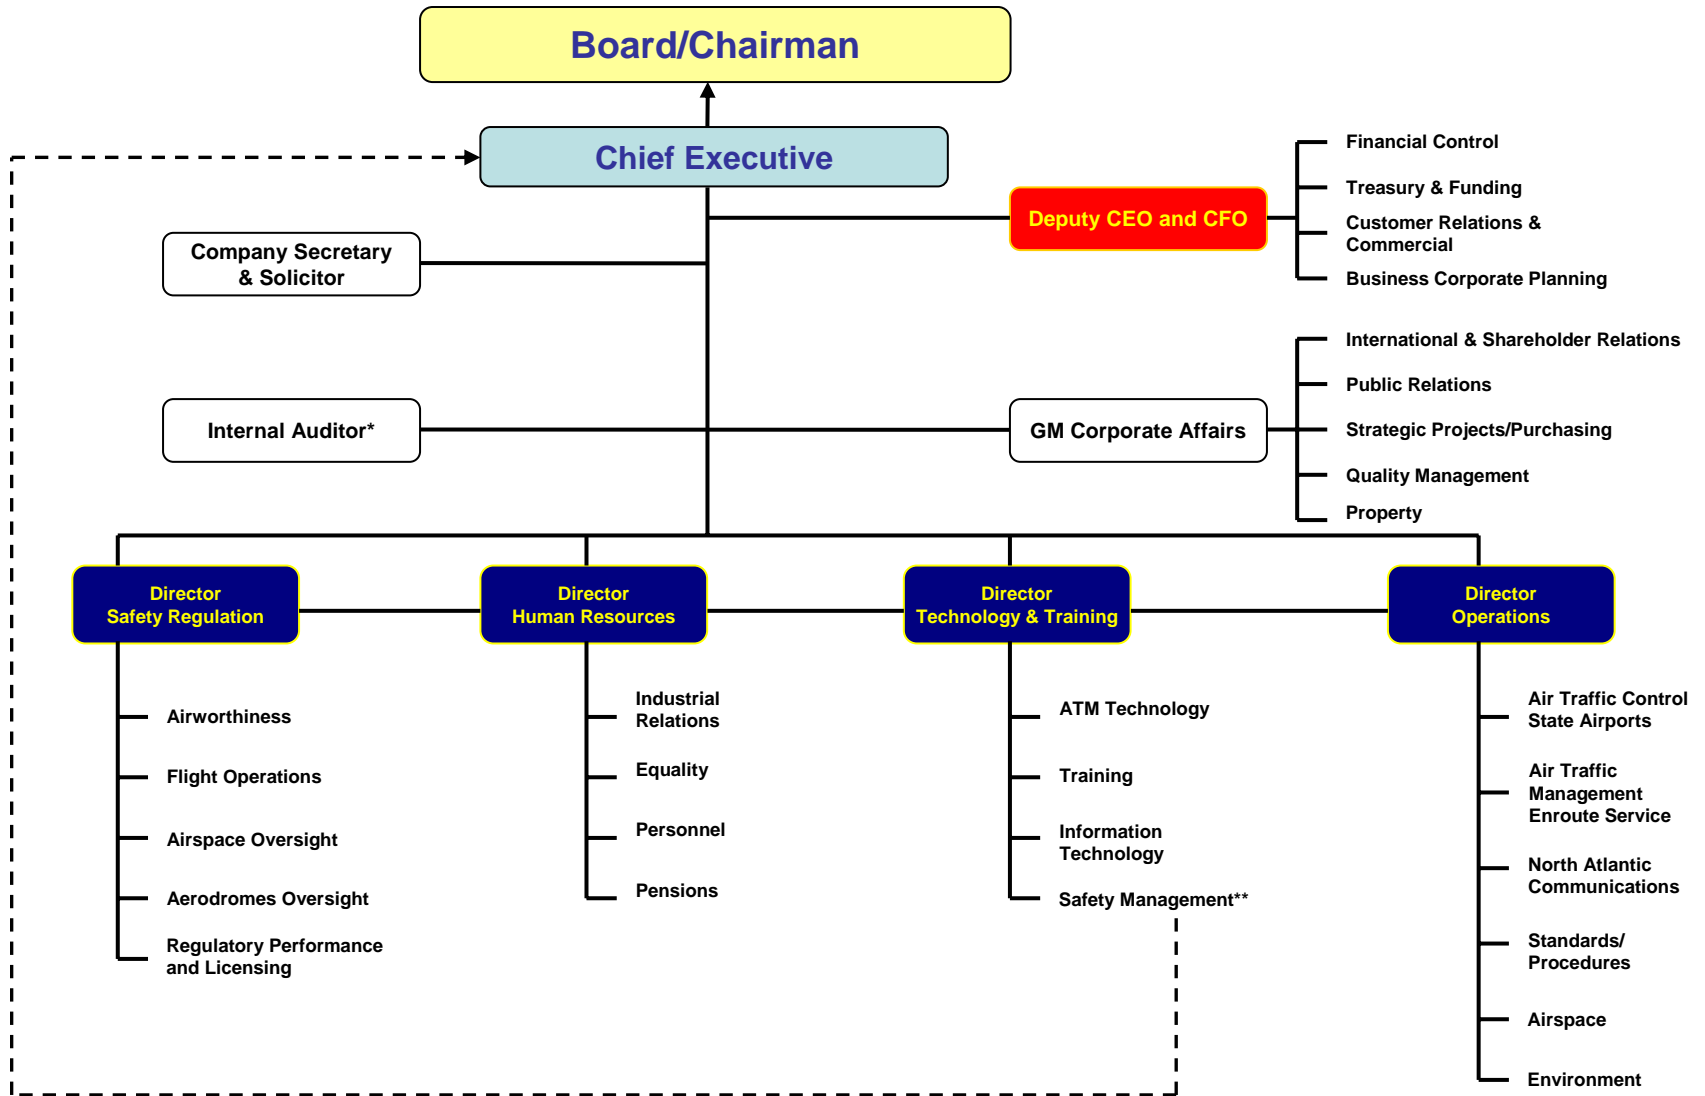 Board/Chairman
Chief Executive
Deputy CEO and CFO
Financial Control
Treasury & Funding
Customer Relations &
Commercial
Business Corporate Planning
Company Secretary
& Solicitor
Internal Auditor*
GM Corporate Affairs
International & Shareholder Relations
Public Relations
Strategic Projects/Purchasing
Quality Management
Property
Director
Safety Regulation
Airworthiness
Flight Operations
Airspace Oversight
Aerodromes Oversight
Regulatory Performance
and Licensing
Director
Human Resources
Industrial
Relations
Equality
Personnel
Pensions
Director
Technology & Training
ATM Technology
Training
Information
Technology
Safety Management**
Director
Operations
Air Traffic Control
State Airports
Air Traffic
Management
Enroute Service
North Atlantic
Communications
Standards/
Procedures
Airspace
Environment